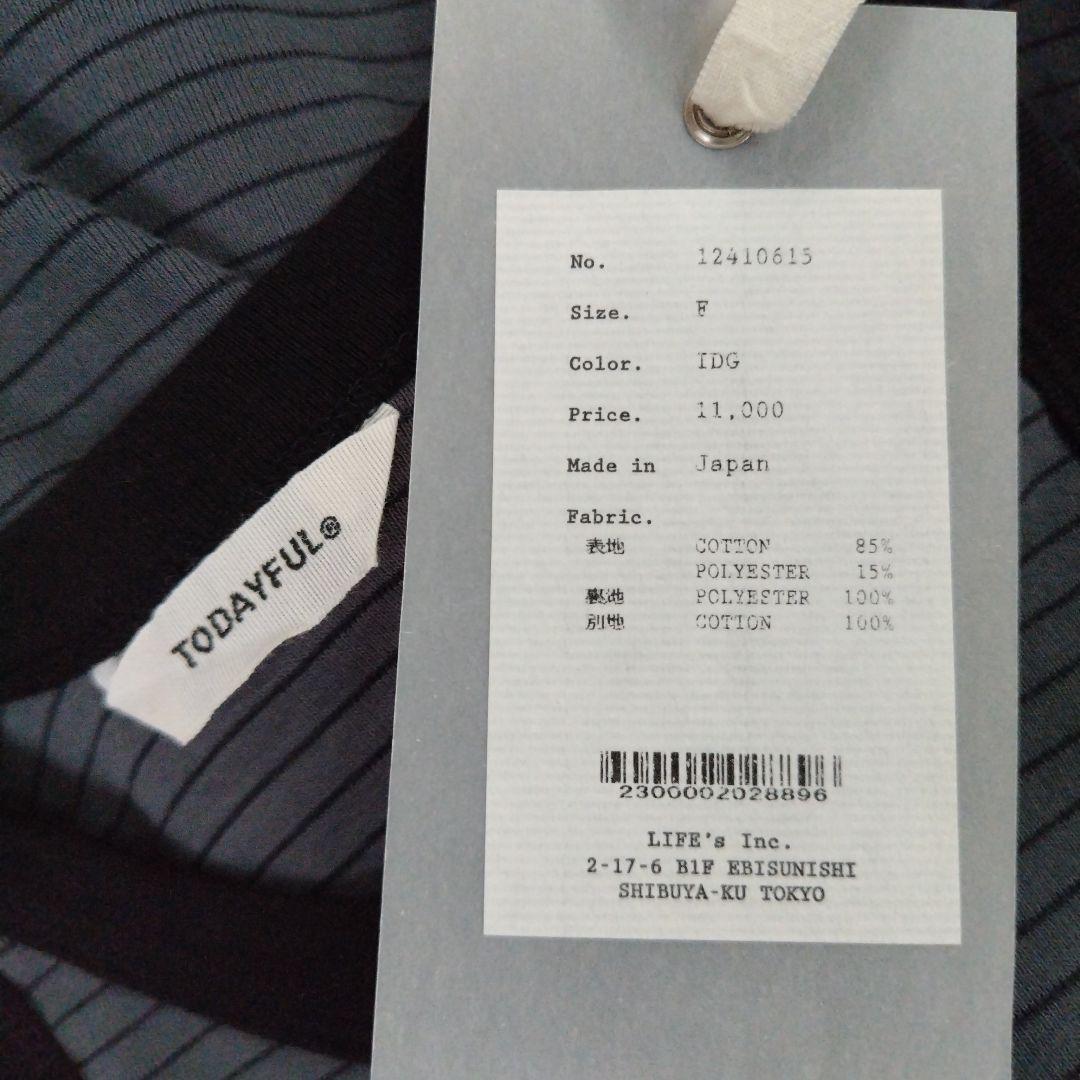 TODAYFUL®
No. 12410615
Size. F
Color. IDG
Price. 11,000
Made in Japan
Fabric.
表地 COTTON 85%
POLYESTER 15%
裏地 POLYESTER 100%
別地 COTTON 100%
2300002028896
LIFE's Inc.
2-17-6 B1F EBISUNISHI
SHIBUYA-KU TOKYO